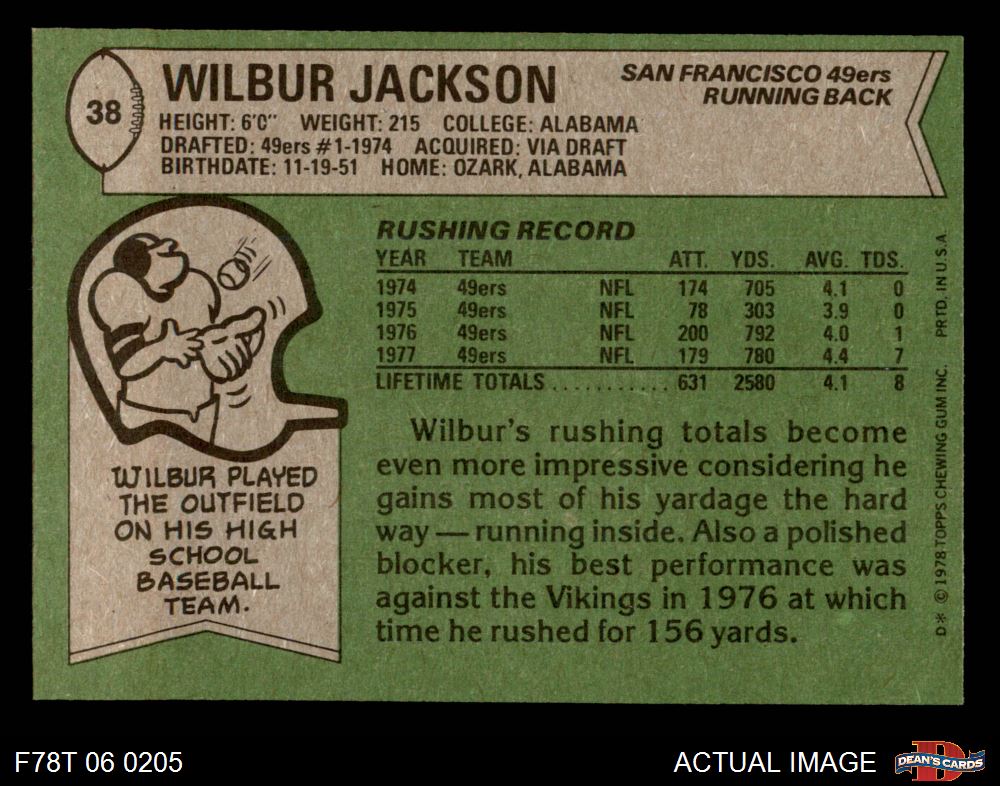 38
WILBUR JACKSON
SAN FRANCISCO 49ers
RUNNING BACK
HEIGHT: 6'0" WEIGHT: 215 COLLEGE: ALABAMA
DRAFTED: 49ers #1-1974 ACQUIRED: VIA DRAFT
BIRTHDATE: 11-19-51 HOME: OZARK, ALABAMA
RUSHING RECORD
YEAR TEAM ATT. YDS. AVG. TDS.
1974 49ers NFL 174 705 4.1 0
1975 49ers NFL 78 303 3.9 0
1976 49ers NFL 200 792 4.0 1
1977 49ers NFL 179 780 4.4 7
LIFETIME TOTALS ........... 631 2580 4.1 8
Wilbur's rushing totals become
even more impressive considering he
gains most of his yardage the hard
way — running inside. Also a polished
blocker, his best performance was
against the Vikings in 1976 at which
time he rushed for 156 yards.
WILBUR PLAYED
THE OUTFIELD
ON HIS HIGH
SCHOOL
BASEBALL
TEAM.
D* © 1978 TOPPS CHEWING GUM INC. PRTD. IN U.S.A.
F78T 06 0205
ACTUAL IMAGE
D
DEAN'S CARDS